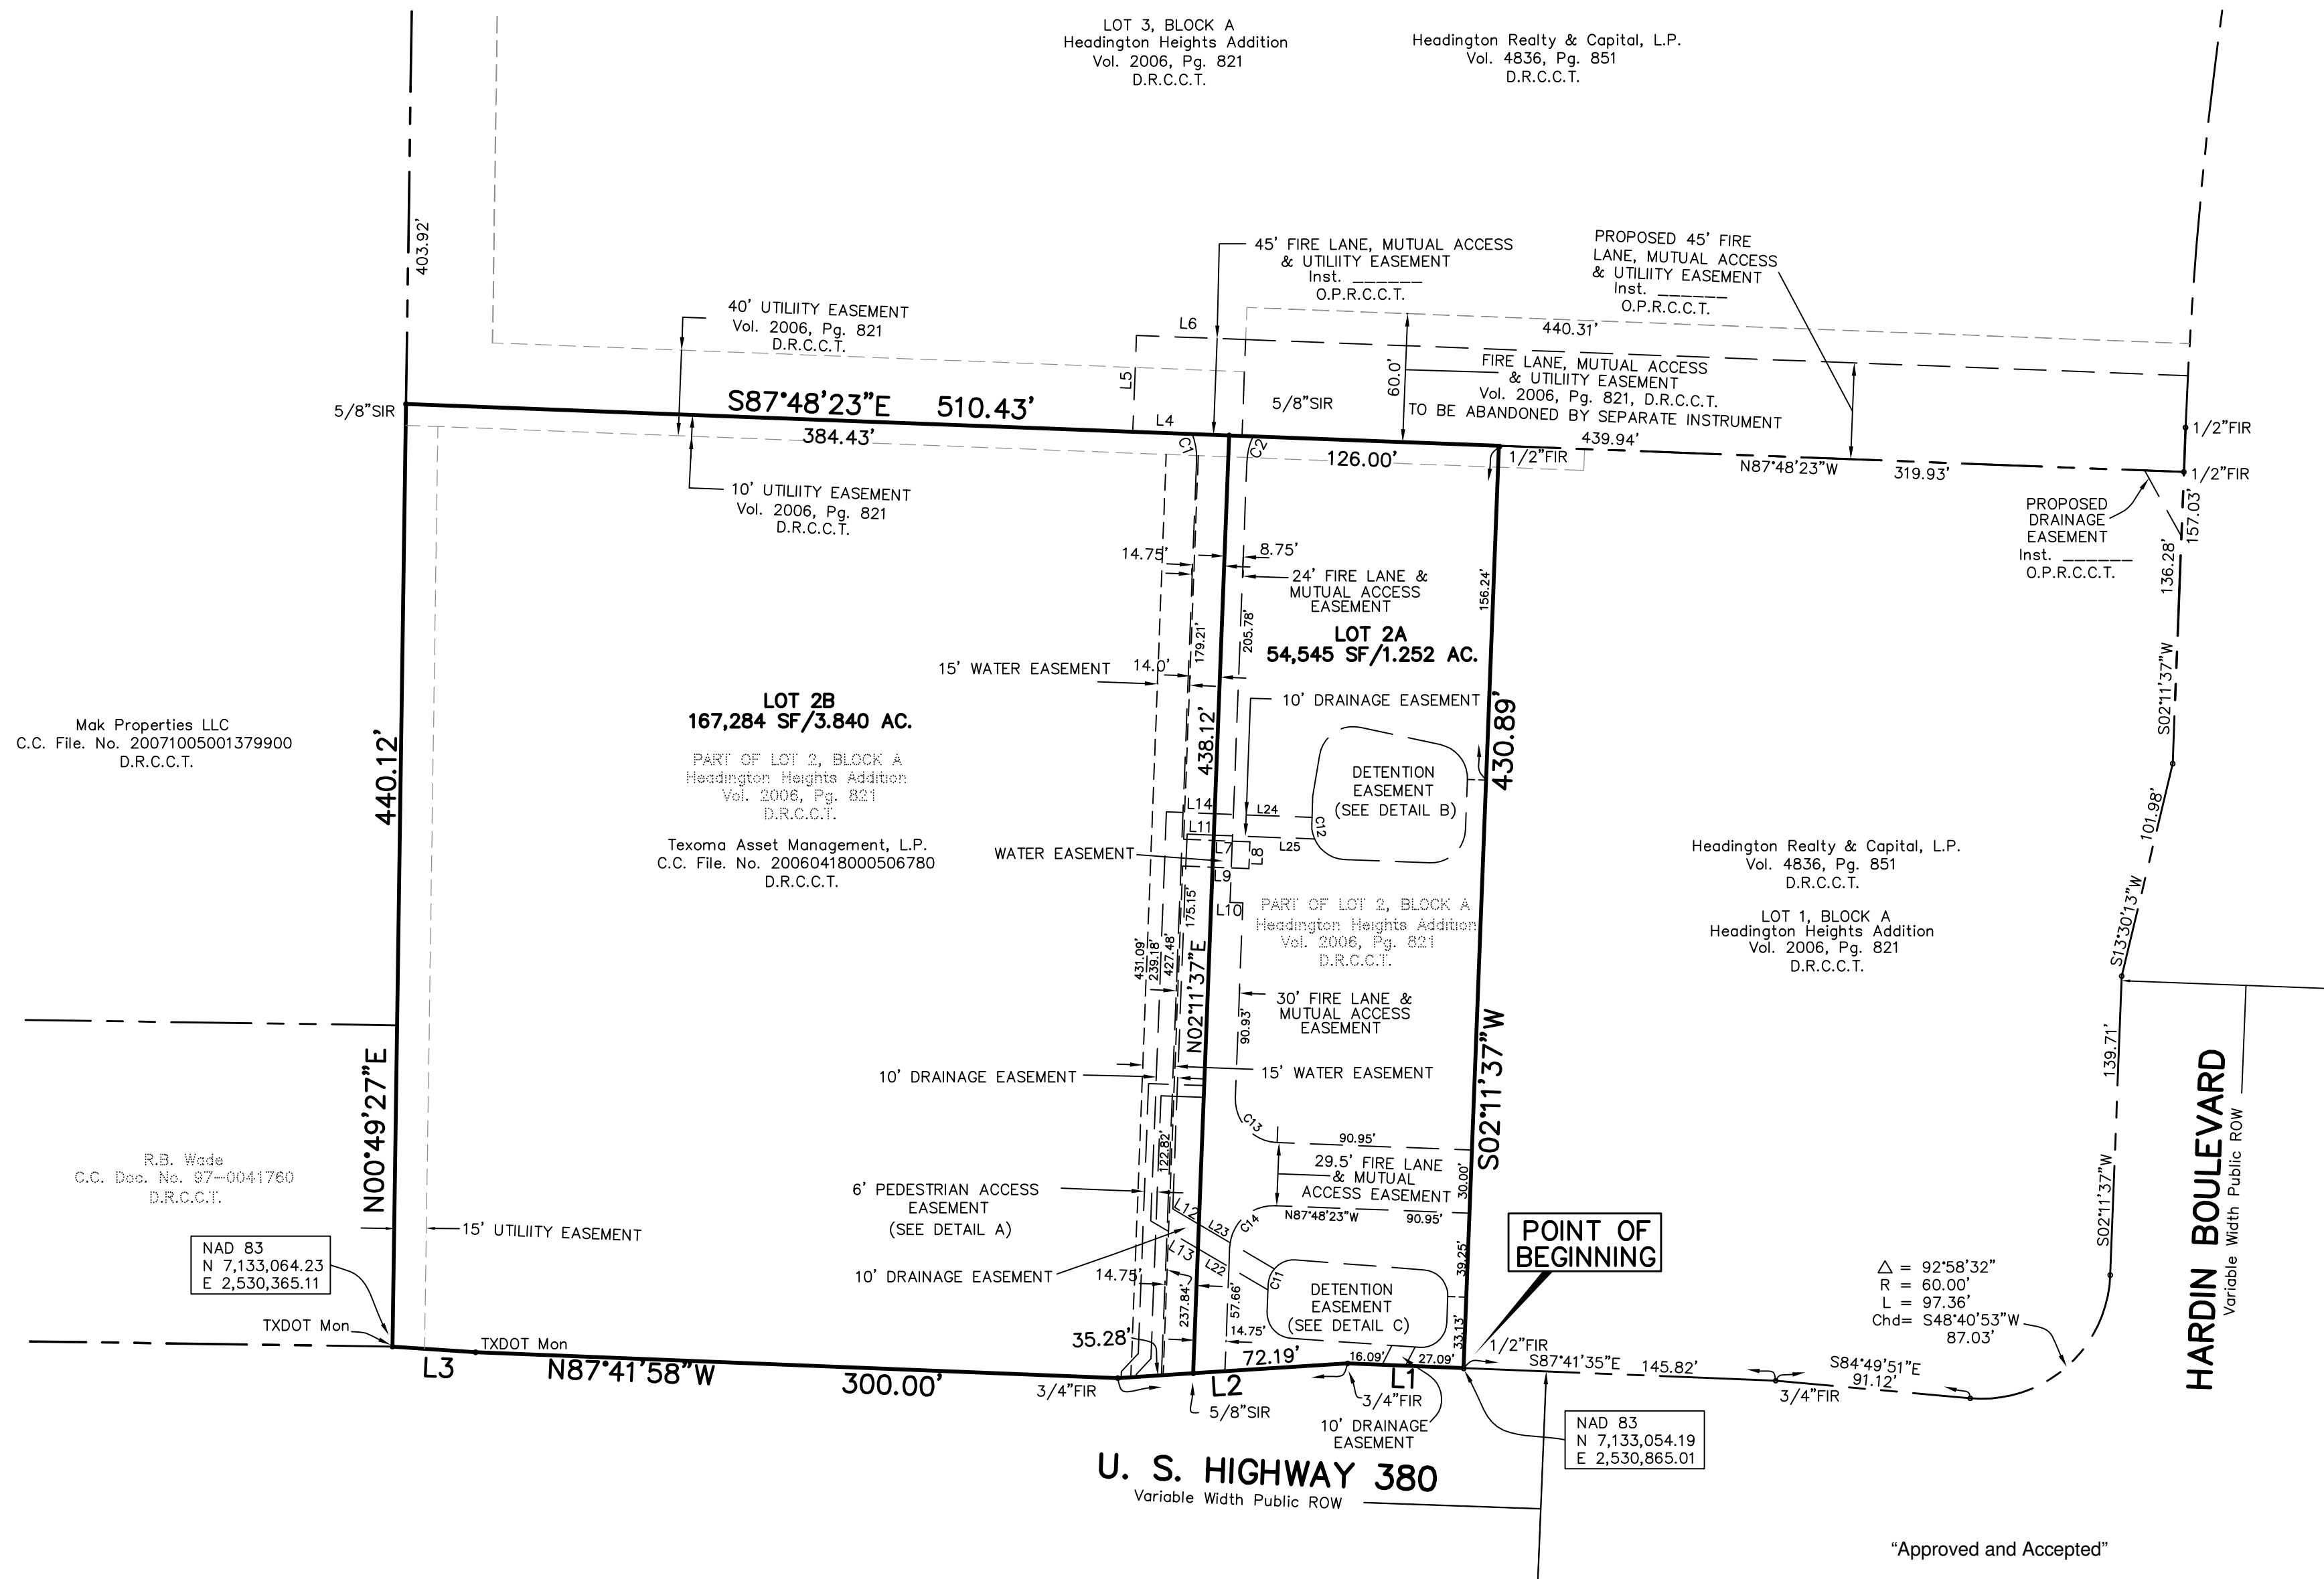 LOT 3, BLOCK A
Headington Heights Addition
Vol. 2006, Pg. 821
D.R.C.C.T.
Headington Realty & Capital, L.P.
Vol. 4836, Pg. 851
D.R.C.C.T.
403.92'
40' UTILIITY EASEMENT
Vol. 2006, Pg. 821
D.R.C.C.T.
45' FIRE LANE, MUTUAL ACCESS
& UTILIITY EASEMENT
Inst. ______
O.P.R.C.C.T.
PROPOSED 45' FIRE
LANE, MUTUAL ACCESS
& UTILIITY EASEMENT
Inst. ______
O.P.R.C.C.T.
L6
440.31'
L5
60.0'
FIRE LANE, MUTUAL ACCESS
& UTILIITY EASEMENT
Vol. 2006, Pg. 821, D.R.C.C.T.
TO BE ABANDONED BY SEPARATE INSTRUMENT
5/8"SIR
S87°48'23"E 510.43'
384.43'
L4
5/8"SIR
C1
C2
126.00'
1/2"FIR
439.94'
N87°48'23"W 319.93'
1/2"FIR
1/2"FIR
10' UTILIITY EASEMENT
Vol. 2006, Pg. 821
D.R.C.C.T.
PROPOSED
DRAINAGE
EASEMENT
Inst. ______
O.P.R.C.C.T.
157.03'
136.28'
S02°11'37"W
14.75'
8.75'
24' FIRE LANE &
MUTUAL ACCESS
EASEMENT
156.24'
179.21'
205.78'
LOT 2A
54,545 SF/1.252 AC.
15' WATER EASEMENT
14.0'
10' DRAINAGE EASEMENT
LOT 2B
167,284 SF/3.840 AC.
PART OF LOT 2, BLOCK A
Headington Heights Addition
Vol. 2006, Pg. 821
D.R.C.C.T.
Texoma Asset Management, L.P.
C.C. File. No. 20060418000506780
D.R.C.C.T.
Mak Properties LLC
C.C. File. No. 20071005001379900
D.R.C.C.T.
440.12'
438.12'
430.89'
DETENTION
EASEMENT
(SEE DETAIL B)
L14
L24
C12
L11
L7
L8
L25
WATER EASEMENT
L9
L10
175.15'
PART OF LOT 2, BLOCK A
Headington Heights Addition
Vol. 2006, Pg. 821
D.R.C.C.T.
Headington Realty & Capital, L.P.
Vol. 4836, Pg. 851
D.R.C.C.T.
LOT 1, BLOCK A
Headington Heights Addition
Vol. 2006, Pg. 821
D.R.C.C.T.
101.98'
S13°30'13"W
431.09'
239.18'
427.48'
N02°11'37"E
30' FIRE LANE &
MUTUAL ACCESS
EASEMENT
90.93'
15' WATER EASEMENT
10' DRAINAGE EASEMENT
S02°11'37"W
139.71'
HARDIN BOULEVARD
Variable Width Public ROW
N00°49'27"E
C13
90.95'
122.82'
29.5' FIRE LANE
& MUTUAL
ACCESS EASEMENT
30.00'
R.B. Wade
C.C. Doc. No. 97-0041760
D.R.C.C.T.
6' PEDESTRIAN ACCESS
EASEMENT
(SEE DETAIL A)
L12
L23
C14
N87°48'23"W
90.95'
S02°11'37"W
15' UTILIITY EASEMENT
L13
L22
C11
39.25'
POINT OF
BEGINNING
NAD 83
N 7,133,064.23
E 2,530,365.11
10' DRAINAGE EASEMENT
14.75'
237.84'
57.66'
DETENTION
EASEMENT
(SEE DETAIL C)
33.13'
△ = 92°58'32"
R = 60.00'
L = 97.36'
Chd= S48°40'53"W
87.03'
TXDOT Mon
TXDOT Mon
35.28'
14.75'
72.19'
16.09'
27.09'
1/2"FIR
S87°41'35"E 145.82'
S84°49'51"E
91.12'
L3
N87°41'58"W
300.00'
3/4"FIR
L2
L1
3/4"FIR
3/4"FIR
5/8"SIR
10' DRAINAGE
EASEMENT
NAD 83
N 7,133,054.19
E 2,530,865.01
U. S. HIGHWAY 380
Variable Width Public ROW
"Approved and Accepted"